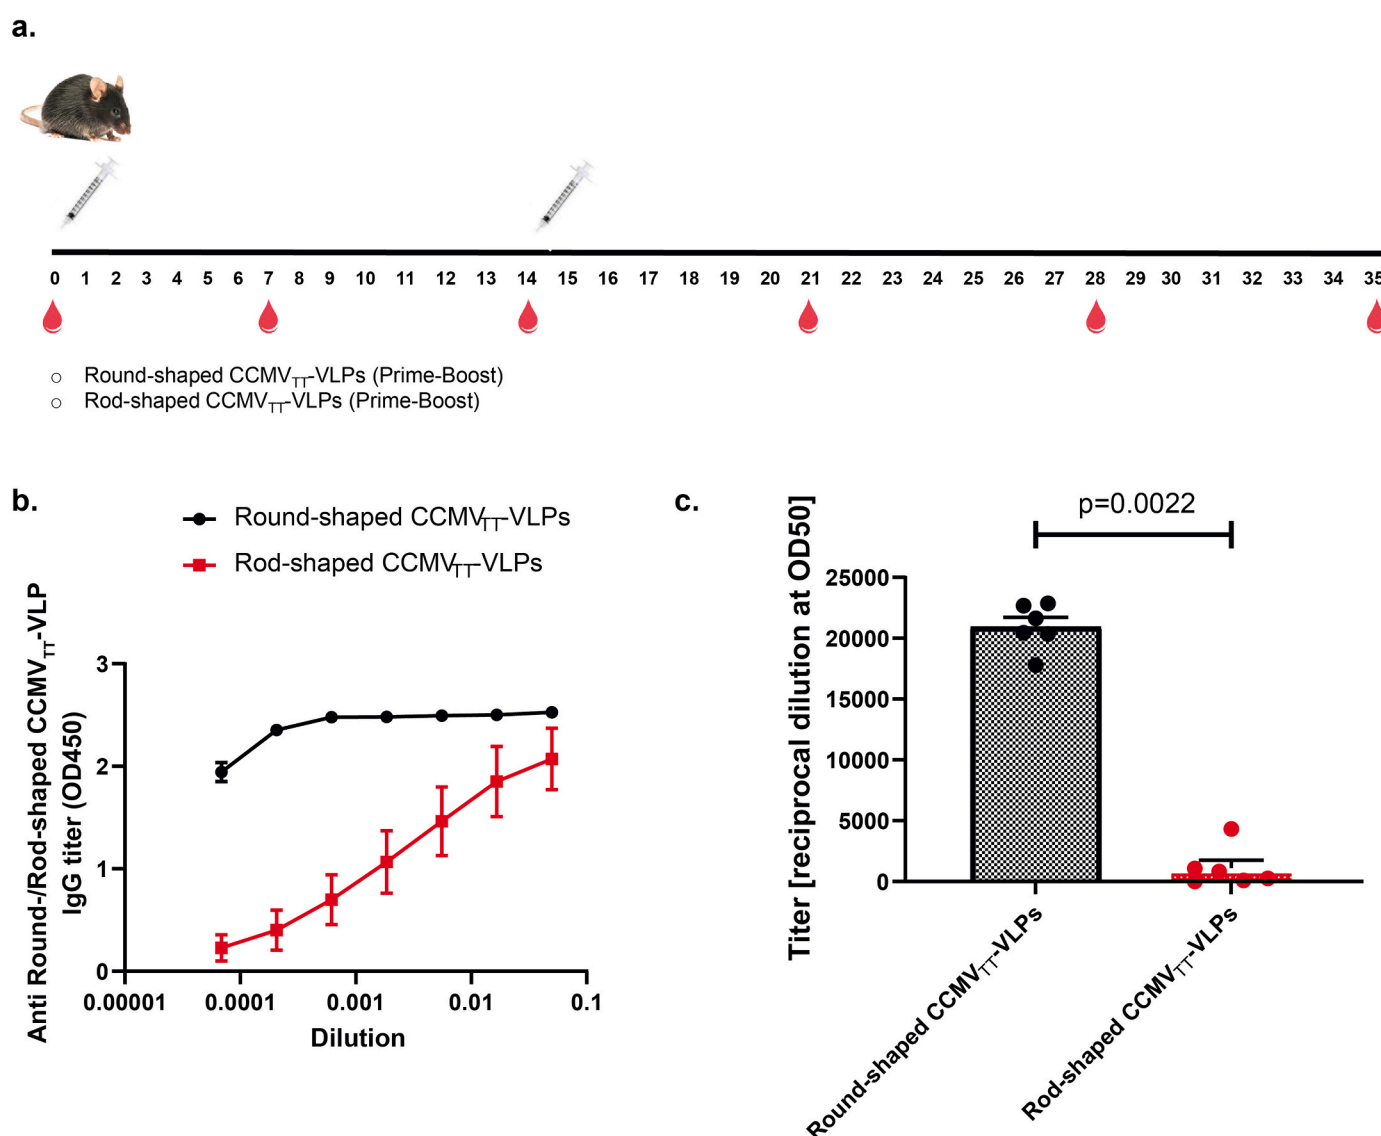 a.
0 1 2 3 4 5 6 7 8 9 10 11 12 13 14 15 16 17 18 19 20 21 22 23 24 25 26 27 28 29 30 31 32 33 34 35
Round-shaped CCMVTT-VLPs (Prime-Boost)
Rod-shaped CCMVTT-VLPs (Prime-Boost)
b.
Round-shaped CCMVTT-VLPs
Rod-shaped CCMVTT-VLPs
Anti Round-/Rod-shaped CCMVTT-VLP
IgG titer (OD450)
3
2
1
0
0.00001 0.0001 0.001 0.01 0.1
Dilution
c.
p=0.0022
Titer [reciprocal dilution at OD50]
25000
20000
15000
10000
5000
0
Round-shaped CCMVTT-VLPs
Rod-shaped CCMVTT-VLPs